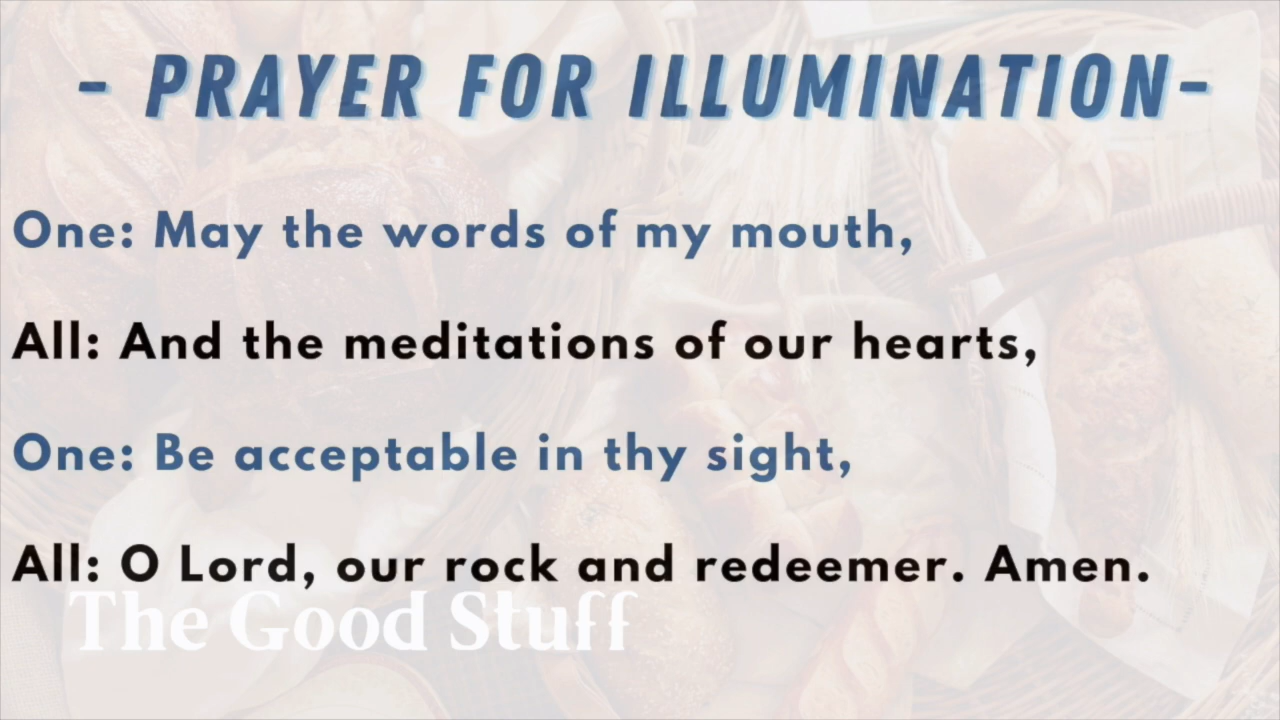 - PRAYER FOR ILLUMINATION-
One: May the words of my mouth,
All: And the meditations of our hearts,
One: Be acceptable in thy sight,
All: O Lord, our rock and redeemer. Amen.
The Good Stuff